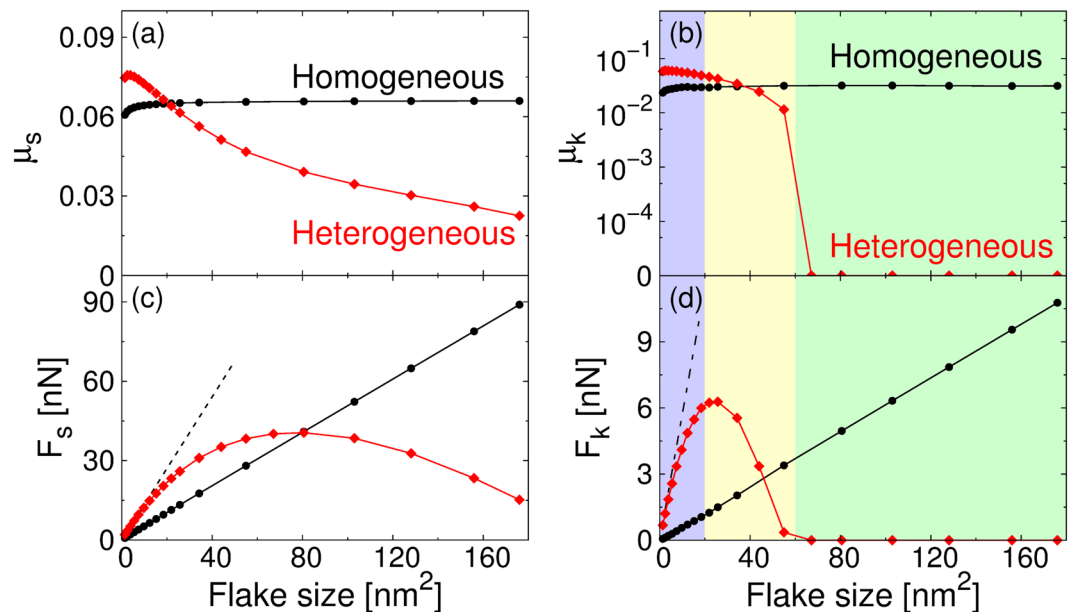 (a)
0.09
0.06
0.03
0
μs
Homogeneous
Heterogeneous
(b)
10⁻¹
10⁻²
10⁻³
10⁻⁴
0
μk
Homogeneous
Heterogeneous
(c)
90
60
30
0
Fs [nN]
0 40 80 120 160
Flake size [nm²]
(d)
9
6
3
0
Fk [nN]
0 40 80 120 160
Flake size [nm²]